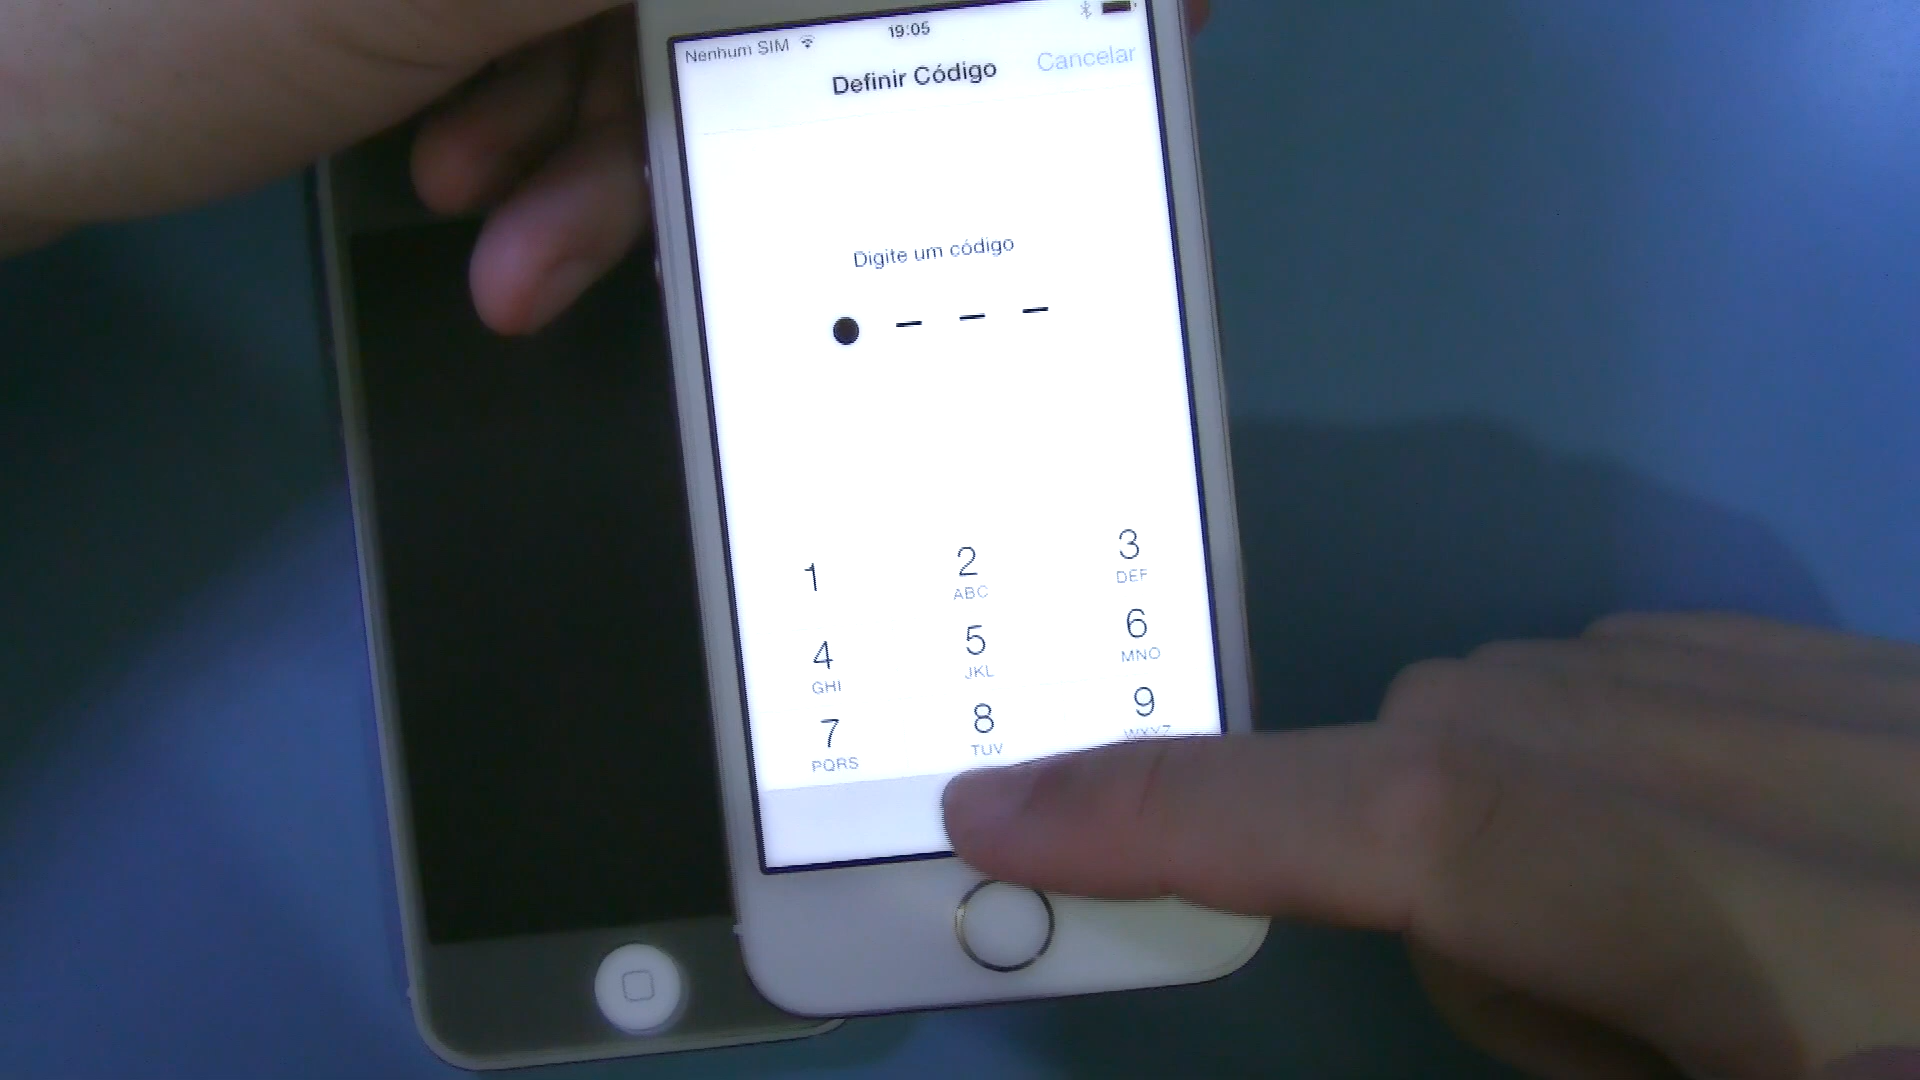 Nenhum SIM
19:05
Definir Código
Cancelar
Digite um código
1
2
3
ABC
DEF
4
5
6
GHI
JKL
MNO
7
8
9
PQRS
TUV
WXYZ